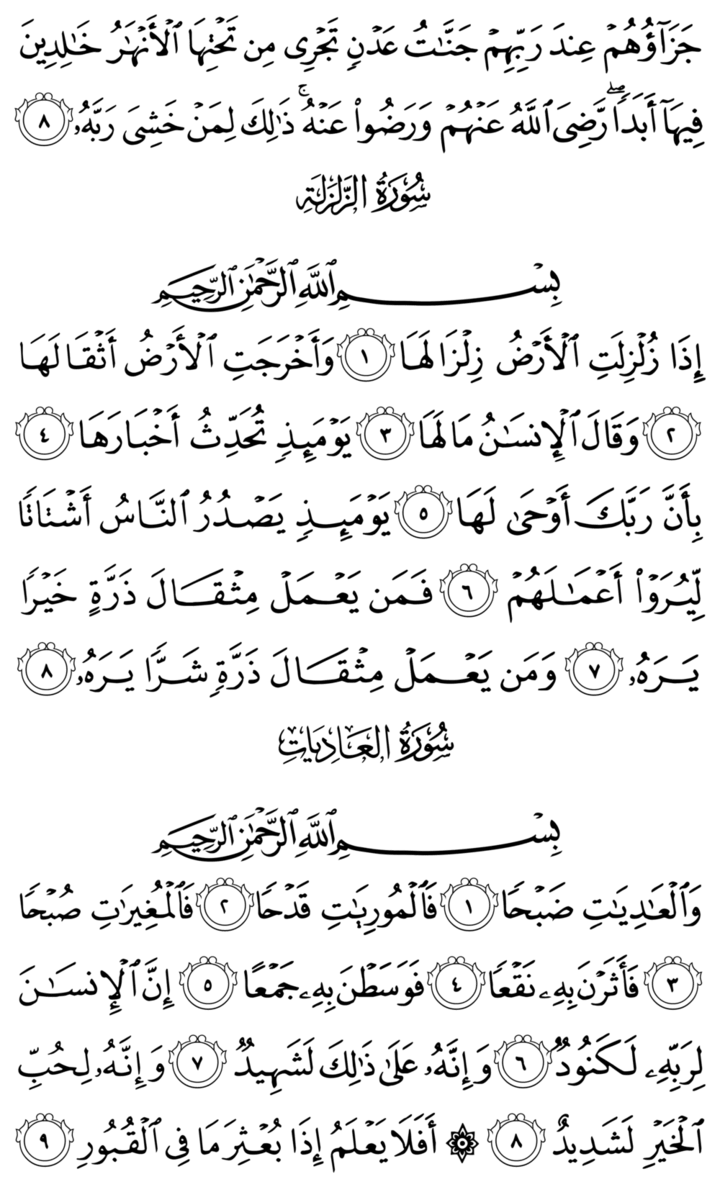 جَزَآؤُهُمۡ عِندَ رَبِّهِمۡ جَنَّٰتُ عَدۡنٖ تَجۡرِي مِن تَحۡتِهَا ٱلۡأَنۡهَٰرُ خَٰلِدِينَ
فِيهَآ أَبَدٗاۖ رَّضِيَ ٱللَّهُ عَنۡهُمۡ وَرَضُواْ عَنۡهُۚ ذَٰلِكَ لِمَنۡ خَشِيَ رَبَّهُۥ ٨
سُورَةُ الزَّلۡزَلَةِ
بِسۡمِ ٱللَّهِ ٱلرَّحۡمَٰنِ ٱلرَّحِيمِ
إِذَا زُلۡزِلَتِ ٱلۡأَرۡضُ زِلۡزَالَهَا ١ وَأَخۡرَجَتِ ٱلۡأَرۡضُ أَثۡقَالَهَا
٢ وَقَالَ ٱلۡإِنسَٰنُ مَا لَهَا ٣ يَوۡمَئِذٖ تُحَدِّثُ أَخۡبَارَهَا ٤
بِأَنَّ رَبَّكَ أَوۡحَىٰ لَهَا ٥ يَوۡمَئِذٖ يَصۡدُرُ ٱلنَّاسُ أَشۡتَاتٗا
لِّيُرَوۡاْ أَعۡمَٰلَهُمۡ ٦ فَمَن يَعۡمَلۡ مِثۡقَالَ ذَرَّةٍ خَيۡرٗا
يَرَهُۥ ٧ وَمَن يَعۡمَلۡ مِثۡقَالَ ذَرَّةٖ شَرّٗا يَرَهُۥ ٨
سُورَةُ العَادِيَاتِ
بِسۡمِ ٱللَّهِ ٱلرَّحۡمَٰنِ ٱلرَّحِيمِ
وَٱلۡعَٰدِيَٰتِ ضَبۡحٗا ١ فَٱلۡمُورِيَٰتِ قَدۡحٗا ٢ فَٱلۡمُغِيرَٰتِ صُبۡحٗا
٣ فَأَثَرۡنَ بِهِۦ نَقۡعٗا ٤ فَوَسَطۡنَ بِهِۦ جَمۡعًا ٥ إِنَّ ٱلۡإِنسَٰنَ
لِرَبِّهِۦ لَكَنُودٞ ٦ وَإِنَّهُۥ عَلَىٰ ذَٰلِكَ لَشَهِيدٞ ٧ وَإِنَّهُۥ لِحُبِّ
ٱلۡخَيۡرِ لَشَدِيدٌ ٨ ۞ أَفَلَا يَعۡلَمُ إِذَا بُعۡثِرَ مَا فِي ٱلۡقُبُورِ ٩